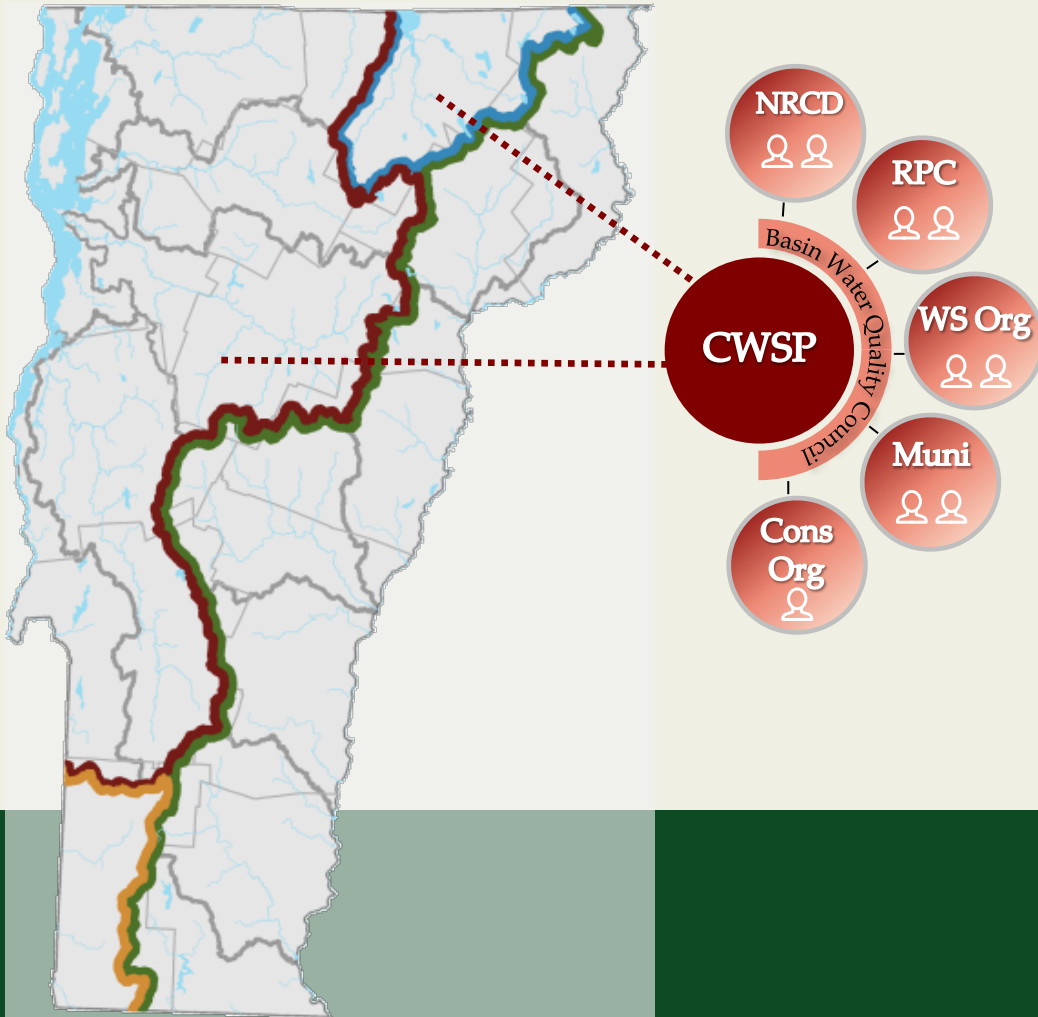 NRCD
RPC
Basin Water Quality Council
WS Org
CWSP
Muni
Cons
Org